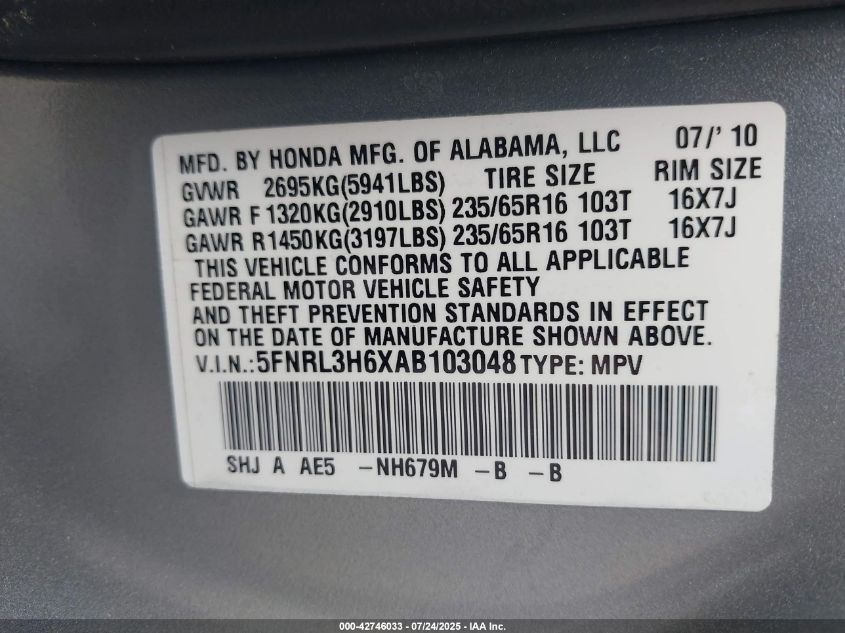 MFD. BY HONDA MFG. OF ALABAMA, LLC 07/' 10
GVWR 2695KG(5941LBS) TIRE SIZE RIM SIZE
GAWR F 1320KG(2910LBS) 235/65R16 103T 16X7J
GAWR R1450KG(3197LBS) 235/65R16 103T 16X7J
THIS VEHICLE CONFORMS TO ALL APPLICABLE
FEDERAL MOTOR VEHICLE SAFETY
AND THEFT PREVENTION STANDARDS IN EFFECT
ON THE DATE OF MANUFACTURE SHOWN ABOVE.
V.I.N.:5FNRL3H6XAB103048 TYPE: MPV
SHJ A AE5 -NH679M -B -B
000-42746033 - 07/24/2025 - IAA Inc.